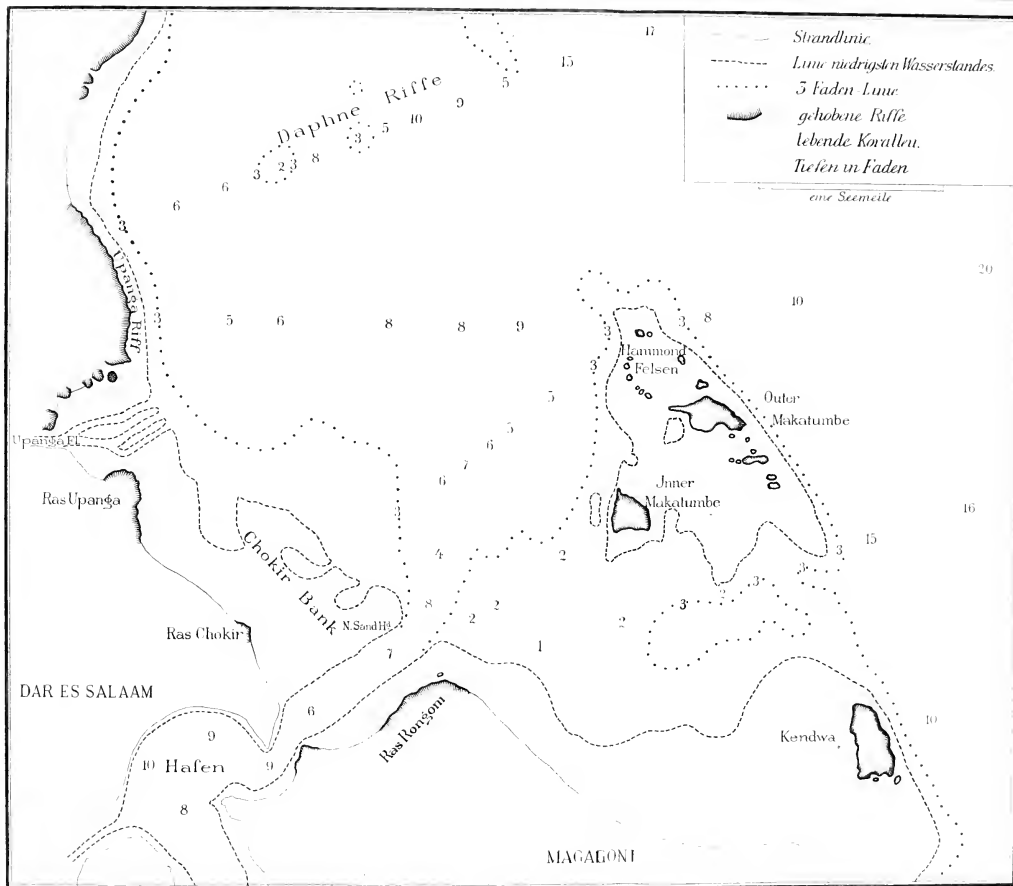 17
15
5
9
10
5
3
8
3
2
3
6
6
Daphne Riffe
Strandlinie.
Linie niedrigsten Wasserstandes.
3 Faden-Linie
gehobene Riffe
lebende Korallen.
Tiefen in Faden
eine Seemeile
20
10
8
3
3
3
Upanga Riff
3
5
6
8
8
9
3
Hammond
Felsen
Outer
Makatumbe
5
5
6
7
6
Upanga Fl.
Ras Upanga
Jnner
Makatumbe
16
15
3
3
3
2
3
4
2
Chokir Bank
N. Sand Hd.
8
2
2
2
1
7
Ras Chokir
DAR ES SALAAM
6
Ras Rongoni
9
10
Hafen
9
8
Kendwa
10
MAGAGONI